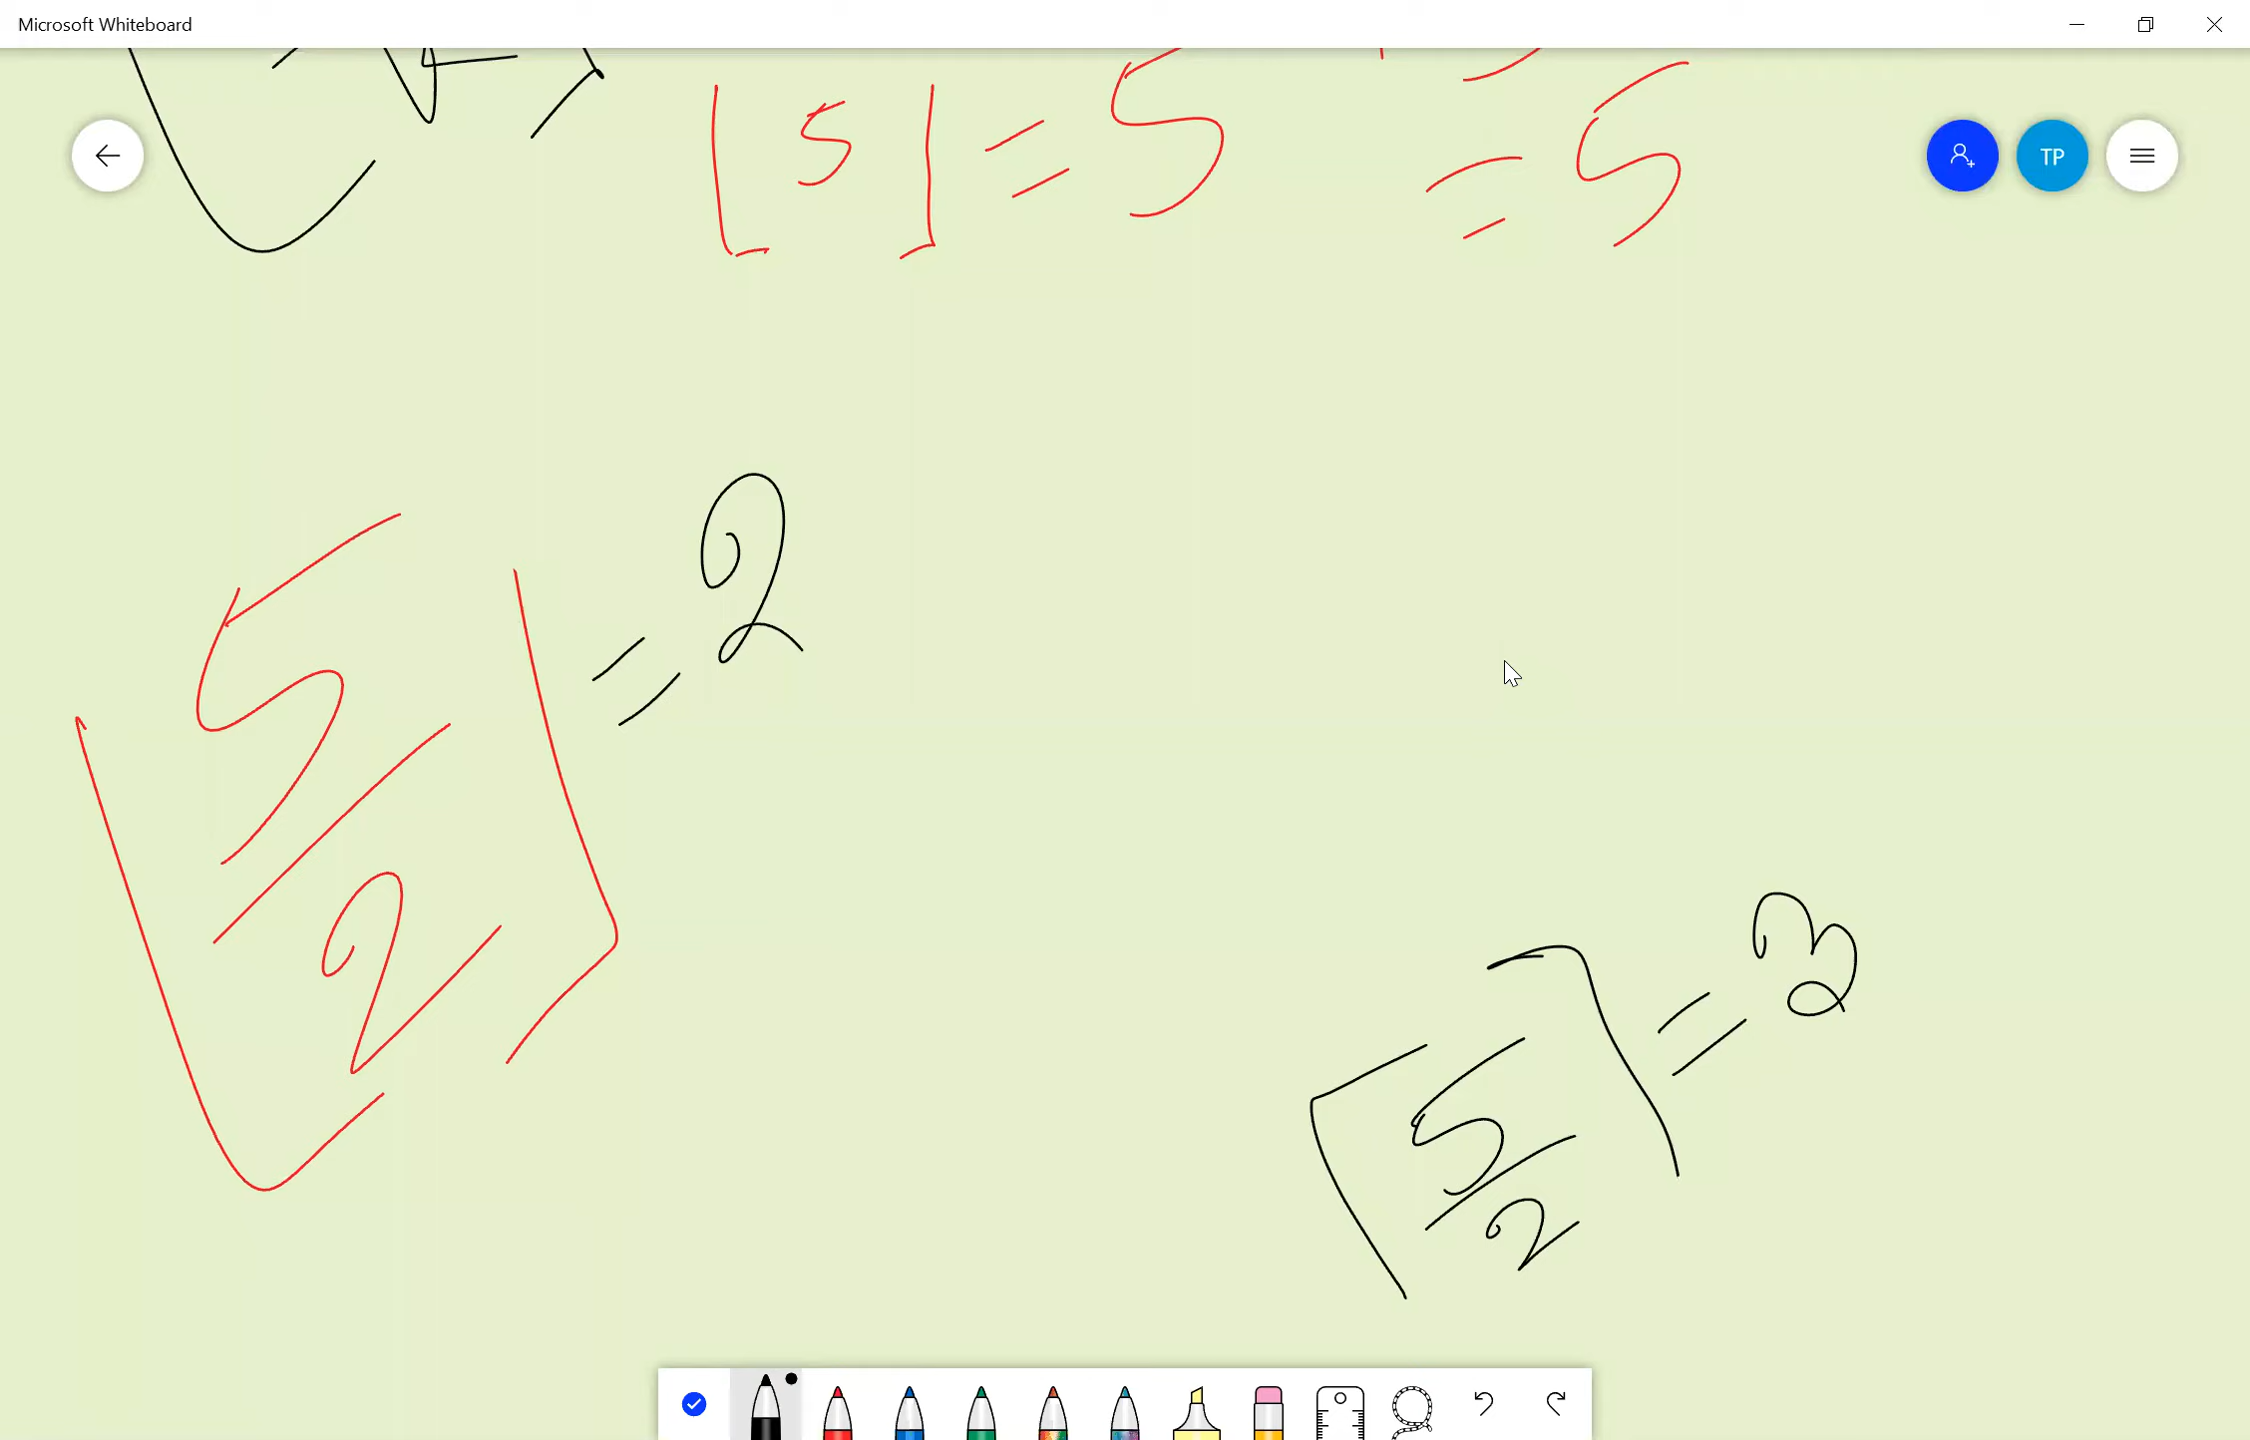 Microsoft Whiteboard
⌊5⌋ = 5
= 5
TP
⌊5/2⌋ = 2
⌈5/2⌉ = 3